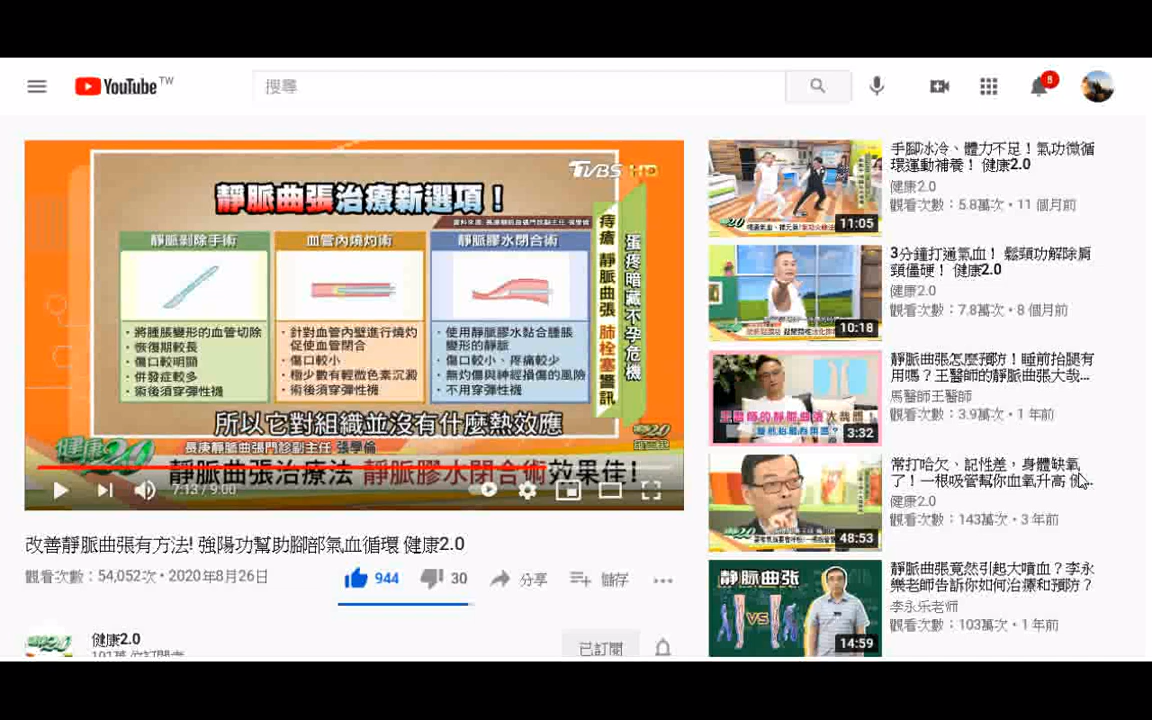 YouTube TW
搜尋
8
TVBS HD
靜脈曲張治療新選項！
靜脈剝除手術
・將腫脹變形的血管切除
・恢復期較長
・傷口較明顯
・併發症較多
・術後須穿彈性襪
血管內燒灼術
・針對血管內壁進行燒灼
促使血管閉合
・傷口較小
・極少數有輕微色素沉澱
・術後須穿彈性襪
靜脈膠水閉合術
・使用靜脈膠水黏合腫脹
變形的靜脈
・傷口較小、疼痛較少
・無灼傷與神經損傷的風險
・不用穿彈性襪
痔瘡 靜脈曲張 肺栓塞警訊
蛋疼暗藏不孕危機
所以它對組織並沒有什麼熱效應
健康2.0
長庚靜脈曲張門診副主任 張學倫
靜脈曲張治療法 靜脈膠水閉合術效果佳!
7:13 / 9:00
改善靜脈曲張有方法! 強陽功幫助腳部氣血循環 健康2.0
觀看次數：54,052次・2020年8月26日
944
30
分享
儲存
健康2.0
已訂閱
11:05
手腳冰冷、體力不足！氣功微循
環運動補養！ 健康2.0
健康2.0
觀看次數：5.8萬次・11 個月前
10:18
3分鐘打通氣血！ 鬆頸功解除肩
頸僵硬！ 健康2.0
健康2.0
觀看次數：7.8萬次・8 個月前
3:32
靜脈曲張怎麼預防！睡前抬腿有
用嗎？王醫師的靜脈曲張大哉...
馬醫師王醫師
觀看次數：3.9萬次・1 年前
48:53
常打哈欠、記性差，身體缺氧
了！一根吸管幫你血氧升高 健...
健康2.0
觀看次數：143萬次・3 年前
靜脈曲张
VS
14:59
靜脈曲張竟然引起大噴血？李永
樂老師告訴你如何治療和預防？
李永乐老师
觀看次數：103萬次・1 年前